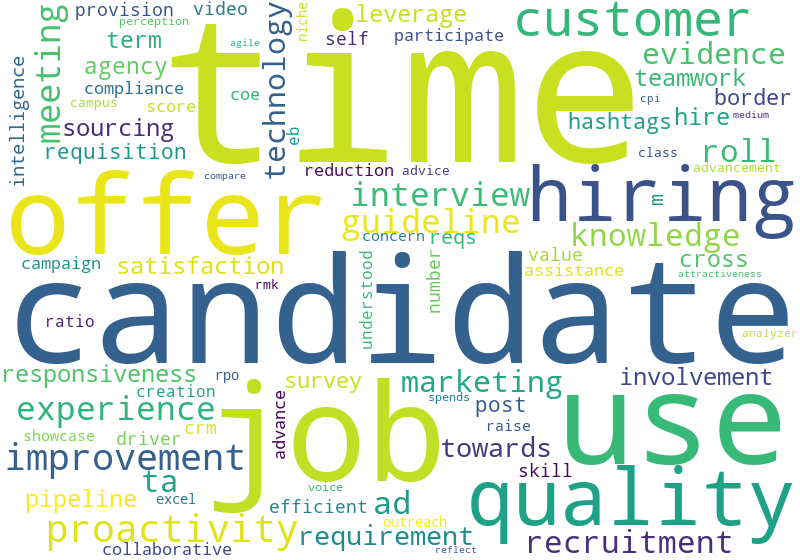 provision
video
leverage
customer
perception
niche
term
self
participate
agile
meeting
time
evidence
agency
technology
teamwork
compliance
intelligence
campus
score
coe
cpi
border
medium
sourcing
eb
hashtags
hire
requisition
class
roll
reduction
advice
advancement
compare
offer
interview
m
hiring
guideline
knowledge
concern
reqs
campaign
satisfaction
understood
number
value
cross
assistance
attractiveness
rmk
candidate
ratio
analyzer
responsiveness
rpo
survey
marketing
involvement
creation
job
use
experience
advance
spends
post
crm
raise
showcase
driver
improvement
towards
skill
ta
quality
pipeline
excel
voice
efficient
ad
proactivity
outreach
requirement
recruitment
collaborative
reflect